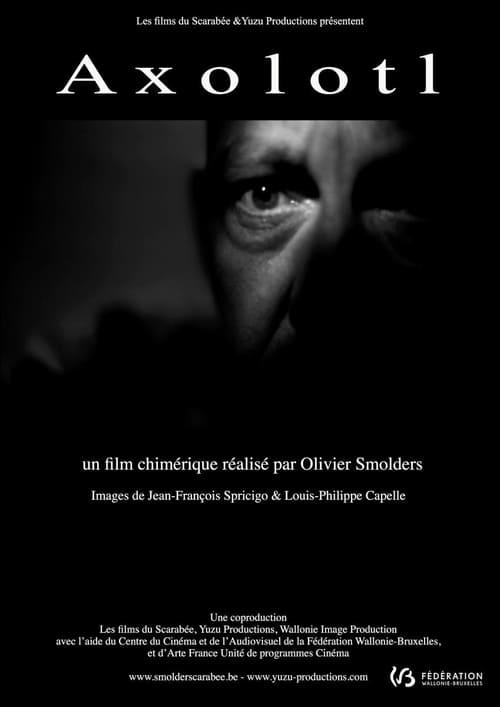 Les films du Scarabée &Yuzu Productions présentent
Axolotl
un film chimérique réalisé par Olivier Smolders
Images de Jean-François Spricigo & Louis-Philippe Capelle
Une coproduction
Les films du Scarabée, Yuzu Productions, Wallonie Image Production
avec l'aide du Centre du Cinéma et de l'Audiovisuel de la Fédération Wallonie-Bruxelles,
et d'Arte France Unité de programmes Cinéma
www.smolderscarabee.be - www.yuzu-productions.com
FÉDÉRATION
WALLONIE-BRUXELLES